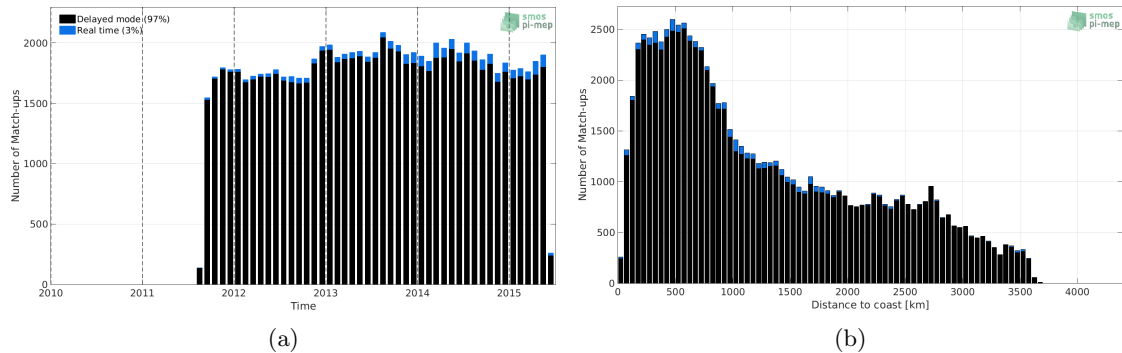 Delayed mode (97%)
Real time (3%)
smos
pi-mep
Number of Match-ups
2000
1500
1000
500
0
2010
2011
2012
2013
2014
2015
Time
(a)
smos
pi-mep
Number of Match-ups
2500
2000
1500
1000
500
0
0
500
1000
1500
2000
2500
3000
3500
4000
Distance to coast [km]
(b)